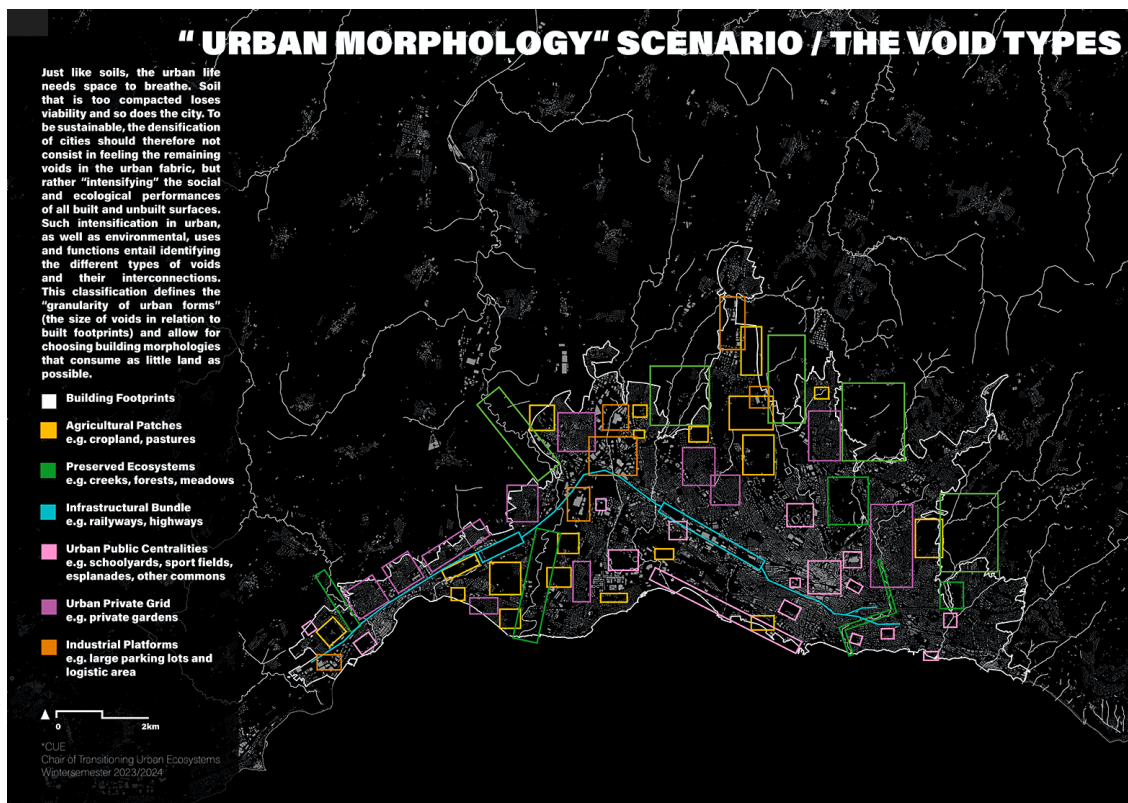 “ URBAN MORPHOLOGY“ SCENARIO / THE VOID TYPES
Just like soils, the urban life
needs space to breathe. Soil
that is too compacted loses
viability and so does the city. To
be sustainable, the densification
of cities should therefore not
consist in feeling the remaining
voids in the urban fabric, but
rather “intensifying” the social
and ecological performances
of all built and unbuilt surfaces.
Such intensification in urban,
as well as environmental, uses
and functions entail identifying
the different types of voids
and their interconnections.
This classification defines the
“granularity of urban forms”
(the size of voids in relation to
built footprints) and allow for
choosing building morphologies
that consume as little land as
possible.
Building Footprints
Agricultural Patches
e.g. cropland, pastures
Preserved Ecosystems
e.g. creeks, forests, meadows
Infrastructural Bundle
e.g. railyways, highways
Urban Public Centralities
e.g. schoolyards, sport fields,
esplanades, other commons
Urban Private Grid
e.g. private gardens
Industrial Platforms
e.g. large parking lots and
logistic area
0 2km
*CUE
Chair of Transitioning Urban Ecosystems
Wintersemester 2023/2024